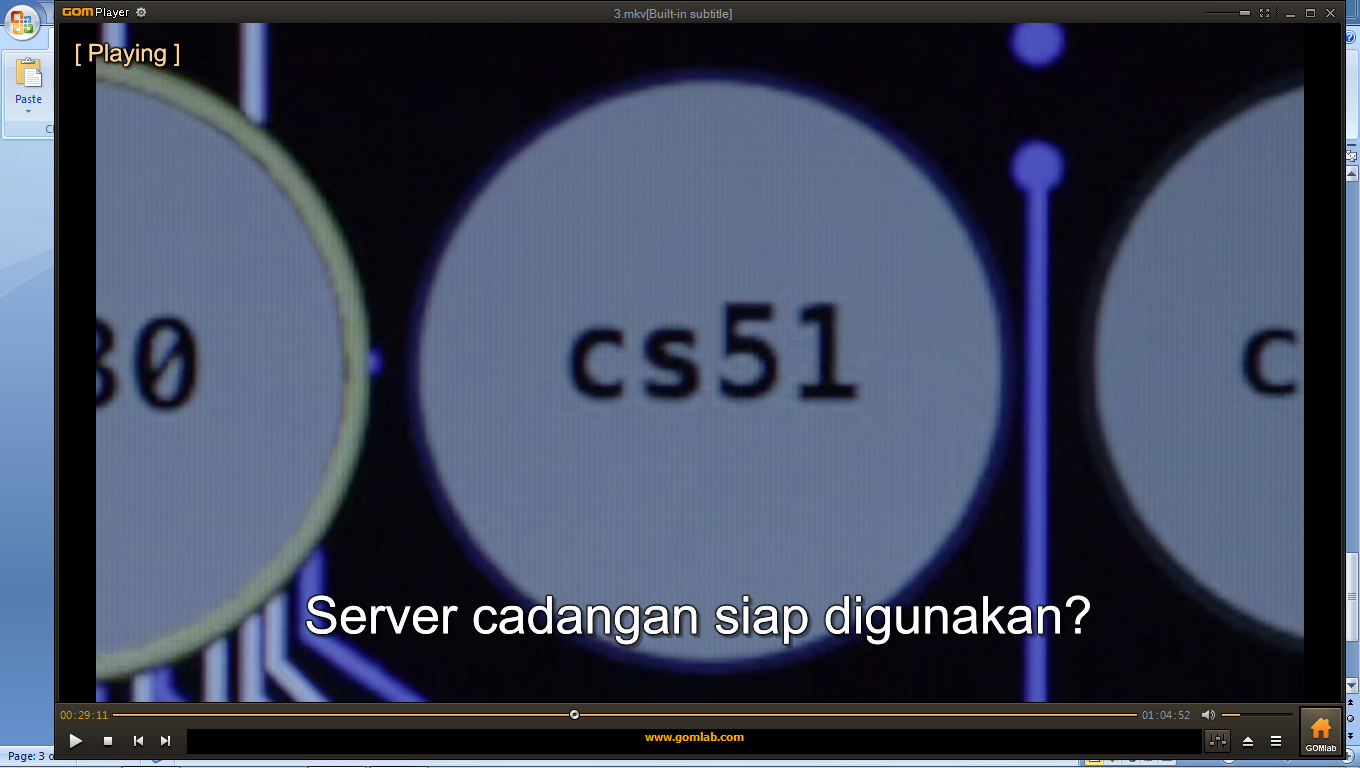 GOM Player
3.mkv[Built-in subtitle]
[ Playing ]
Paste
30
cs51
c
Server cadangan siap digunakan?
00:29:11
01:04:52
www.gomlab.com
GOMlab
Page: 3 o